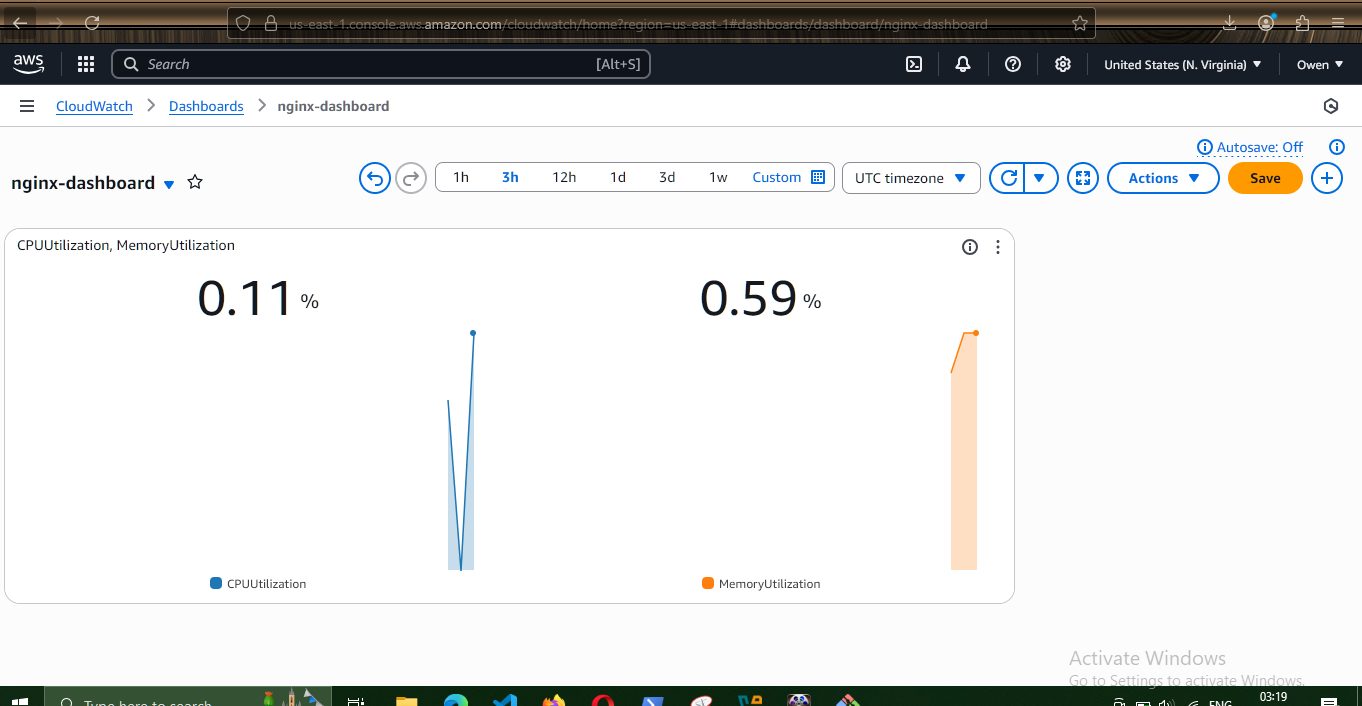 us-east-1.console.aws.amazon.com/cloudwatch/home?region=us-east-1#dashboards/dashboard/nginx-dashboard
aws Search [Alt+S] United States (N. Virginia) Owen
CloudWatch Dashboards nginx-dashboard
Autosave: Off
nginx-dashboard 1h 3h 12h 1d 3d 1w Custom UTC timezone Actions Save
CPUUtilization, MemoryUtilization
0.11 % 0.59 %
CPUUtilization MemoryUtilization
Activate Windows
Go to Settings to activate Windows.
Type here to search ENG 03:19